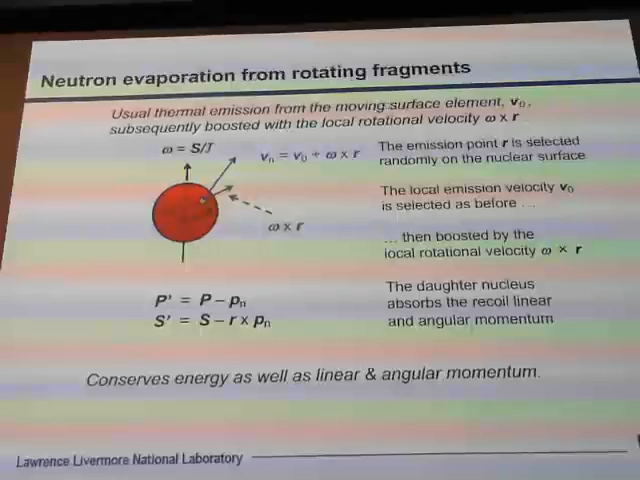 Neutron evaporation from rotating fragments
Usual thermal emission from the moving surface element, v₀,
subsequently boosted with the local rotational velocity ω x r
ω = S/I
vₙ = v₀ + ω x r
The emission point r is selected
randomly on the nuclear surface
The local emission velocity v₀
is selected as before ...
ω x r
... then boosted by the
local rotational velocity ω × r
P' = P – pₙ
S' = S – r x pₙ
The daughter nucleus
absorbs the recoil linear
and angular momentum
Conserves energy as well as linear & angular momentum.
Lawrence Livermore National Laboratory